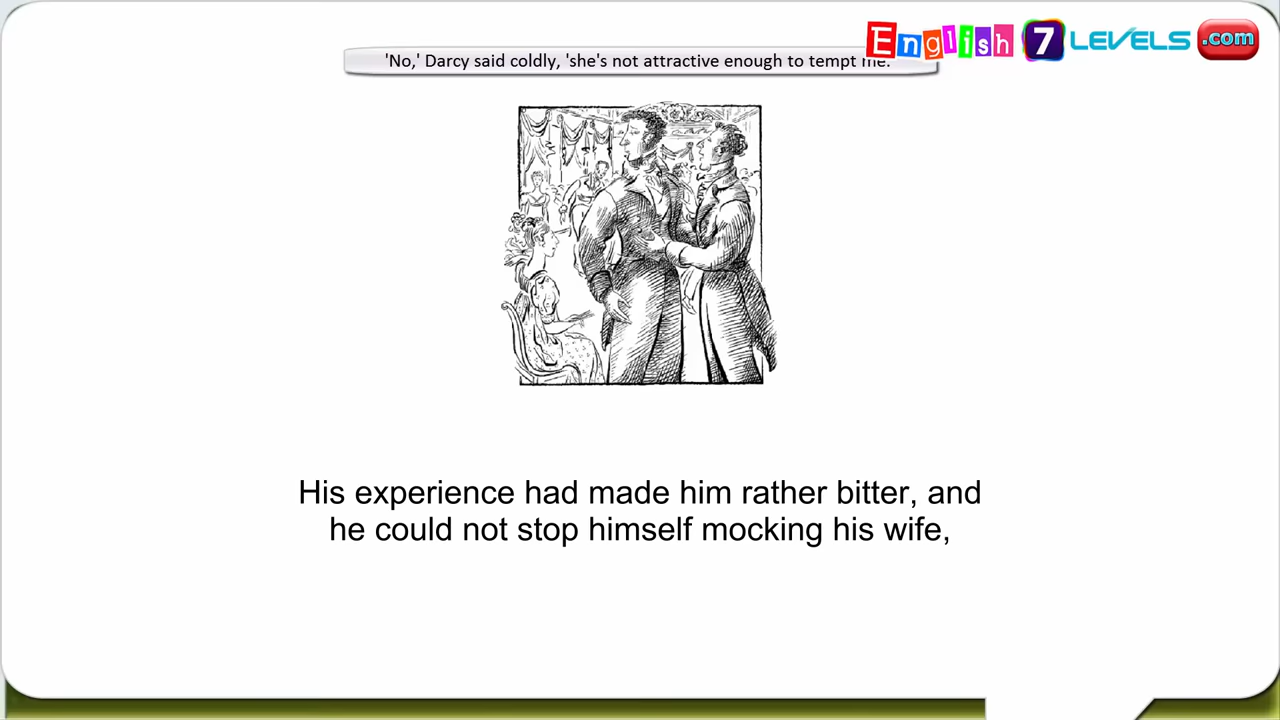 English 7 LEVELS .com
'No,' Darcy said coldly, 'she's not attractive enough to tempt me.'
His experience had made him rather bitter, and
he could not stop himself mocking his wife,